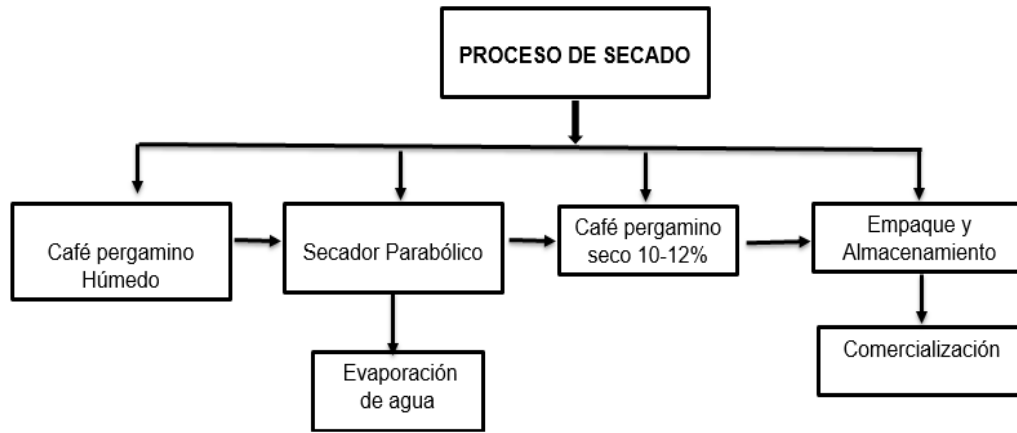 PROCESO DE SECADO
Café pergamino
Húmedo
Secador Parabólico
Café pergamino
seco 10-12%
Empaque y
Almacenamiento
Evaporación
de agua
Comercialización